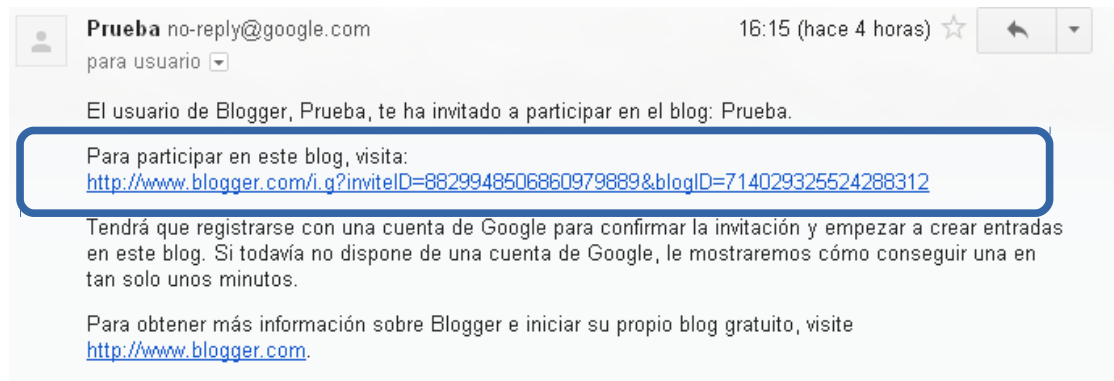 Prueba no-reply@google.com 16:15 (hace 4 horas)
para usuario
El usuario de Blogger, Prueba, te ha invitado a participar en el blog: Prueba.
Para participar en este blog, visita:
http://www.blogger.com/i.g?inviteID=8829948506860979889&blogID=714029325524288312
Tendrá que registrarse con una cuenta de Google para confirmar la invitación y empezar a crear entradas
en este blog. Si todavía no dispone de una cuenta de Google, le mostraremos cómo conseguir una en
tan solo unos minutos.
Para obtener más información sobre Blogger e iniciar su propio blog gratuito, visite
http://www.blogger.com.